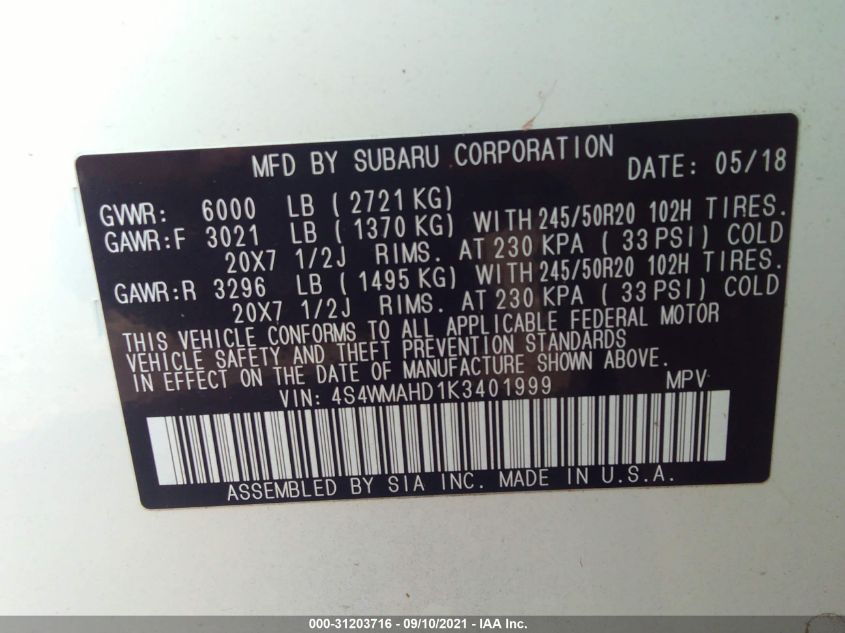 MFD BY SUBARU CORPORATION DATE: 05/18
GVWR: 6000 LB ( 2721 KG)
GAWR:F 3021 LB ( 1370 KG) WITH 245/50R20 102H TIRES.
20X7 1/2J RIMS. AT 230 KPA ( 33 PSI) COLD
GAWR:R 3296 LB ( 1495 KG) WITH 245/50R20 102H TIRES.
20X7 1/2J RIMS. AT 230 KPA ( 33 PSI) COLD
THIS VEHICLE CONFORMS TO ALL APPLICABLE FEDERAL MOTOR
VEHICLE SAFETY AND THEFT PREVENTION STANDARDS
IN EFFECT ON THE DATE OF MANUFACTURE SHOWN ABOVE.
VIN: 4S4WMAHD1K3401999 MPV
ASSEMBLED BY SIA INC. MADE IN U.S.A.
000-31203716 - 09/10/2021 - IAA Inc.